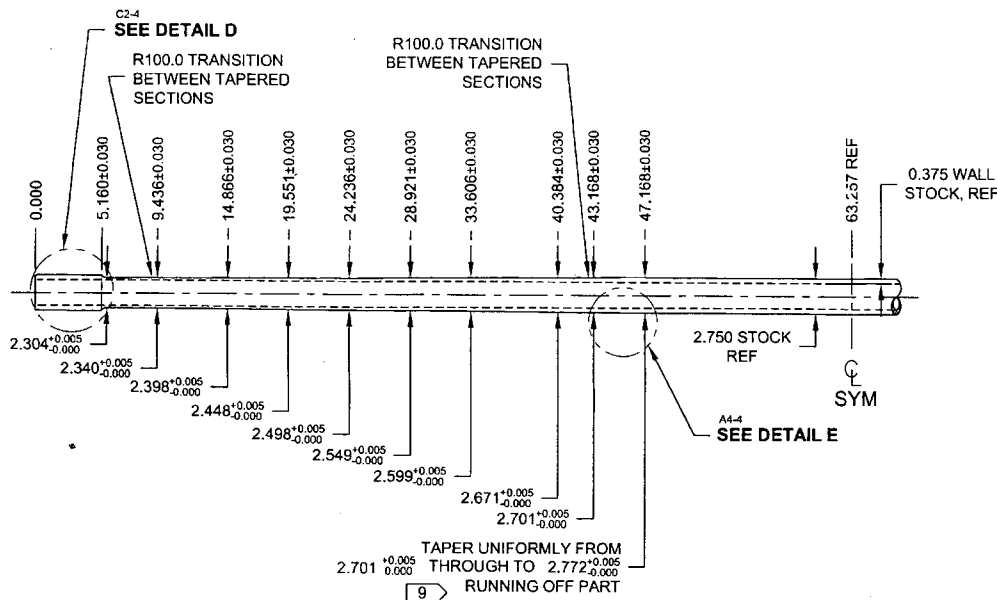 C2-4
SEE DETAIL D
R100.0 TRANSITION
BETWEEN TAPERED
SECTIONS
R100.0 TRANSITION
BETWEEN TAPERED
SECTIONS
0.000
5.160±0.030
9.436±0.030
14.866±0.030
19.551±0.030
24.236±0.030
28.921±0.030
33.606±0.030
40.384±0.030
43.168±0.030
47.168±0.030
63.257 REF
0.375 WALL
STOCK, REF
2.304 +0.005 -0.000
2.340 +0.005 -0.000
2.398 +0.005 -0.000
2.448 +0.005 -0.000
2.498 +0.005 -0.000
2.549 +0.005 -0.000
2.599 +0.005 -0.000
2.671 +0.005 -0.000
2.701 +0.005 -0.000
2.750 STOCK
REF
℄
SYM
A4-4
SEE DETAIL E
TAPER UNIFORMLY FROM
2.701 +0.005 0.000 THROUGH TO 2.772 +0.005 -0.000
RUNNING OFF PART
9